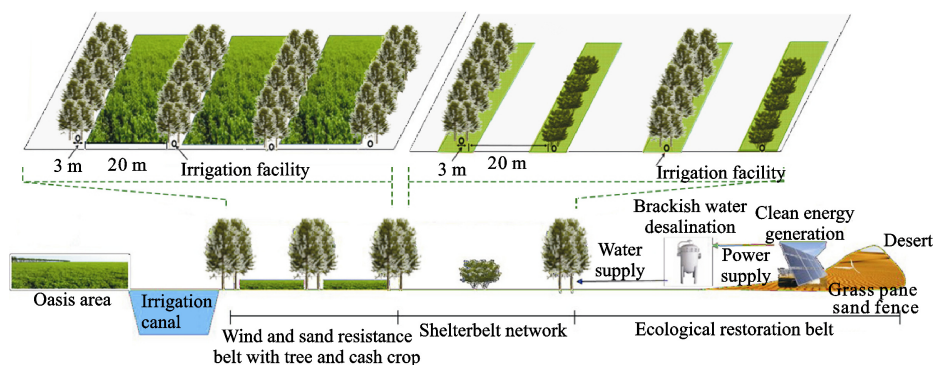 3 m
20 m
Irrigation facility
3 m
20 m
Irrigation facility
Brackish water
desalination
Clean energy
generation
Desert
Water
supply
Power
supply
Oasis area
Irrigation
canal
Grass pane
sand fence
Wind and sand resistance
belt with tree and cash crop
Shelterbelt network
Ecological restoration belt